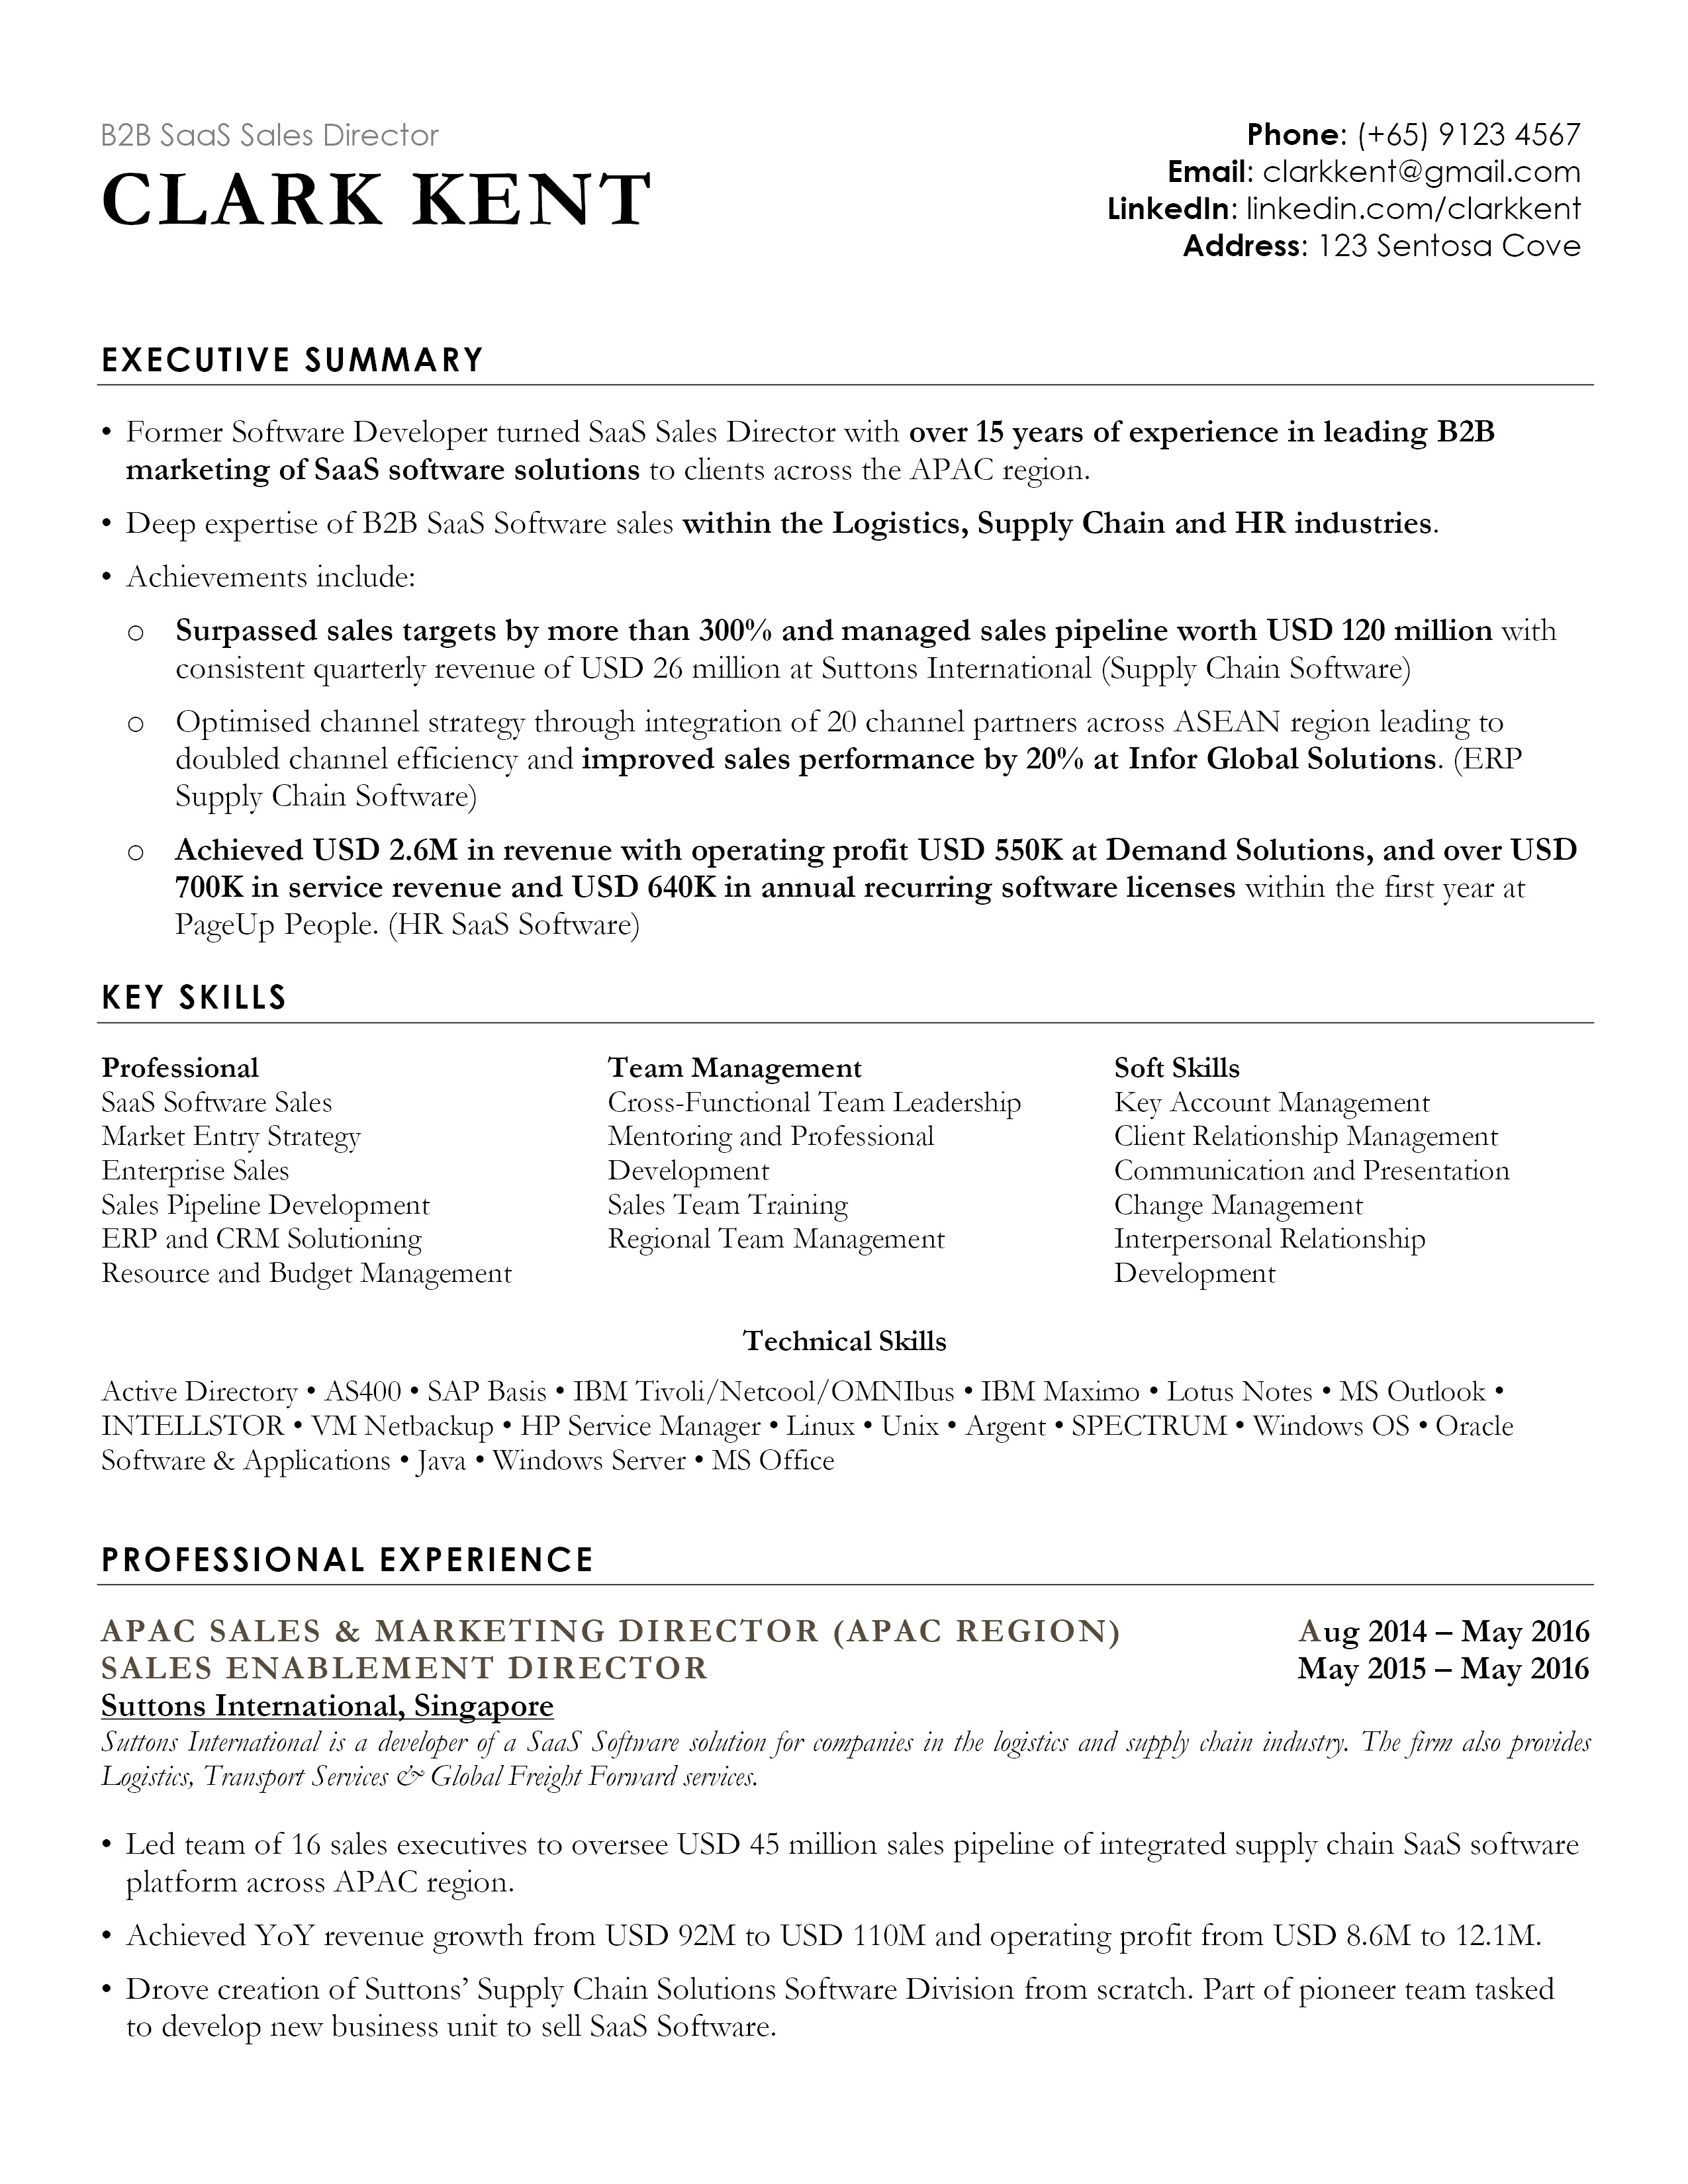 B2B SaaS Sales Director
CLARK KENT
Phone: (+65) 9123 4567
Email: clarkkent@gmail.com
LinkedIn: linkedin.com/clarkkent
Address: 123 Sentosa Cove
EXECUTIVE SUMMARY
• Former Software Developer turned SaaS Sales Director with over 15 years of experience in leading B2B
marketing of SaaS software solutions to clients across the APAC region.
• Deep expertise of B2B SaaS Software sales within the Logistics, Supply Chain and HR industries.
• Achievements include:
o Surpassed sales targets by more than 300% and managed sales pipeline worth USD 120 million with
consistent quarterly revenue of USD 26 million at Suttons International (Supply Chain Software)
o Optimised channel strategy through integration of 20 channel partners across ASEAN region leading to
doubled channel efficiency and improved sales performance by 20% at Infor Global Solutions. (ERP
Supply Chain Software)
o Achieved USD 2.6M in revenue with operating profit USD 550K at Demand Solutions, and over USD
700K in service revenue and USD 640K in annual recurring software licenses within the first year at
PageUp People. (HR SaaS Software)
KEY SKILLS
Professional
SaaS Software Sales
Market Entry Strategy
Enterprise Sales
Sales Pipeline Development
ERP and CRM Solutioning
Resource and Budget Management
Team Management
Cross-Functional Team Leadership
Mentoring and Professional
Development
Sales Team Training
Regional Team Management
Soft Skills
Key Account Management
Client Relationship Management
Communication and Presentation
Change Management
Interpersonal Relationship
Development
Technical Skills
Active Directory • AS400 • SAP Basis • IBM Tivoli/Netcool/OMNIbus • IBM Maximo • Lotus Notes • MS Outlook •
INTELLSTOR • VM Netbackup • HP Service Manager • Linux • Unix • Argent • SPECTRUM • Windows OS • Oracle
Software & Applications • Java • Windows Server • MS Office
PROFESSIONAL EXPERIENCE
APAC SALES & MARKETING DIRECTOR (APAC REGION) Aug 2014 – May 2016
SALES ENABLEMENT DIRECTOR May 2015 – May 2016
Suttons International, Singapore
Suttons International is a developer of a SaaS Software solution for companies in the logistics and supply chain industry. The firm also provides
Logistics, Transport Services & Global Freight Forward services.
• Led team of 16 sales executives to oversee USD 45 million sales pipeline of integrated supply chain SaaS software
platform across APAC region.
• Achieved YoY revenue growth from USD 92M to USD 110M and operating profit from USD 8.6M to 12.1M.
• Drove creation of Suttons’ Supply Chain Solutions Software Division from scratch. Part of pioneer team tasked
to develop new business unit to sell SaaS Software.